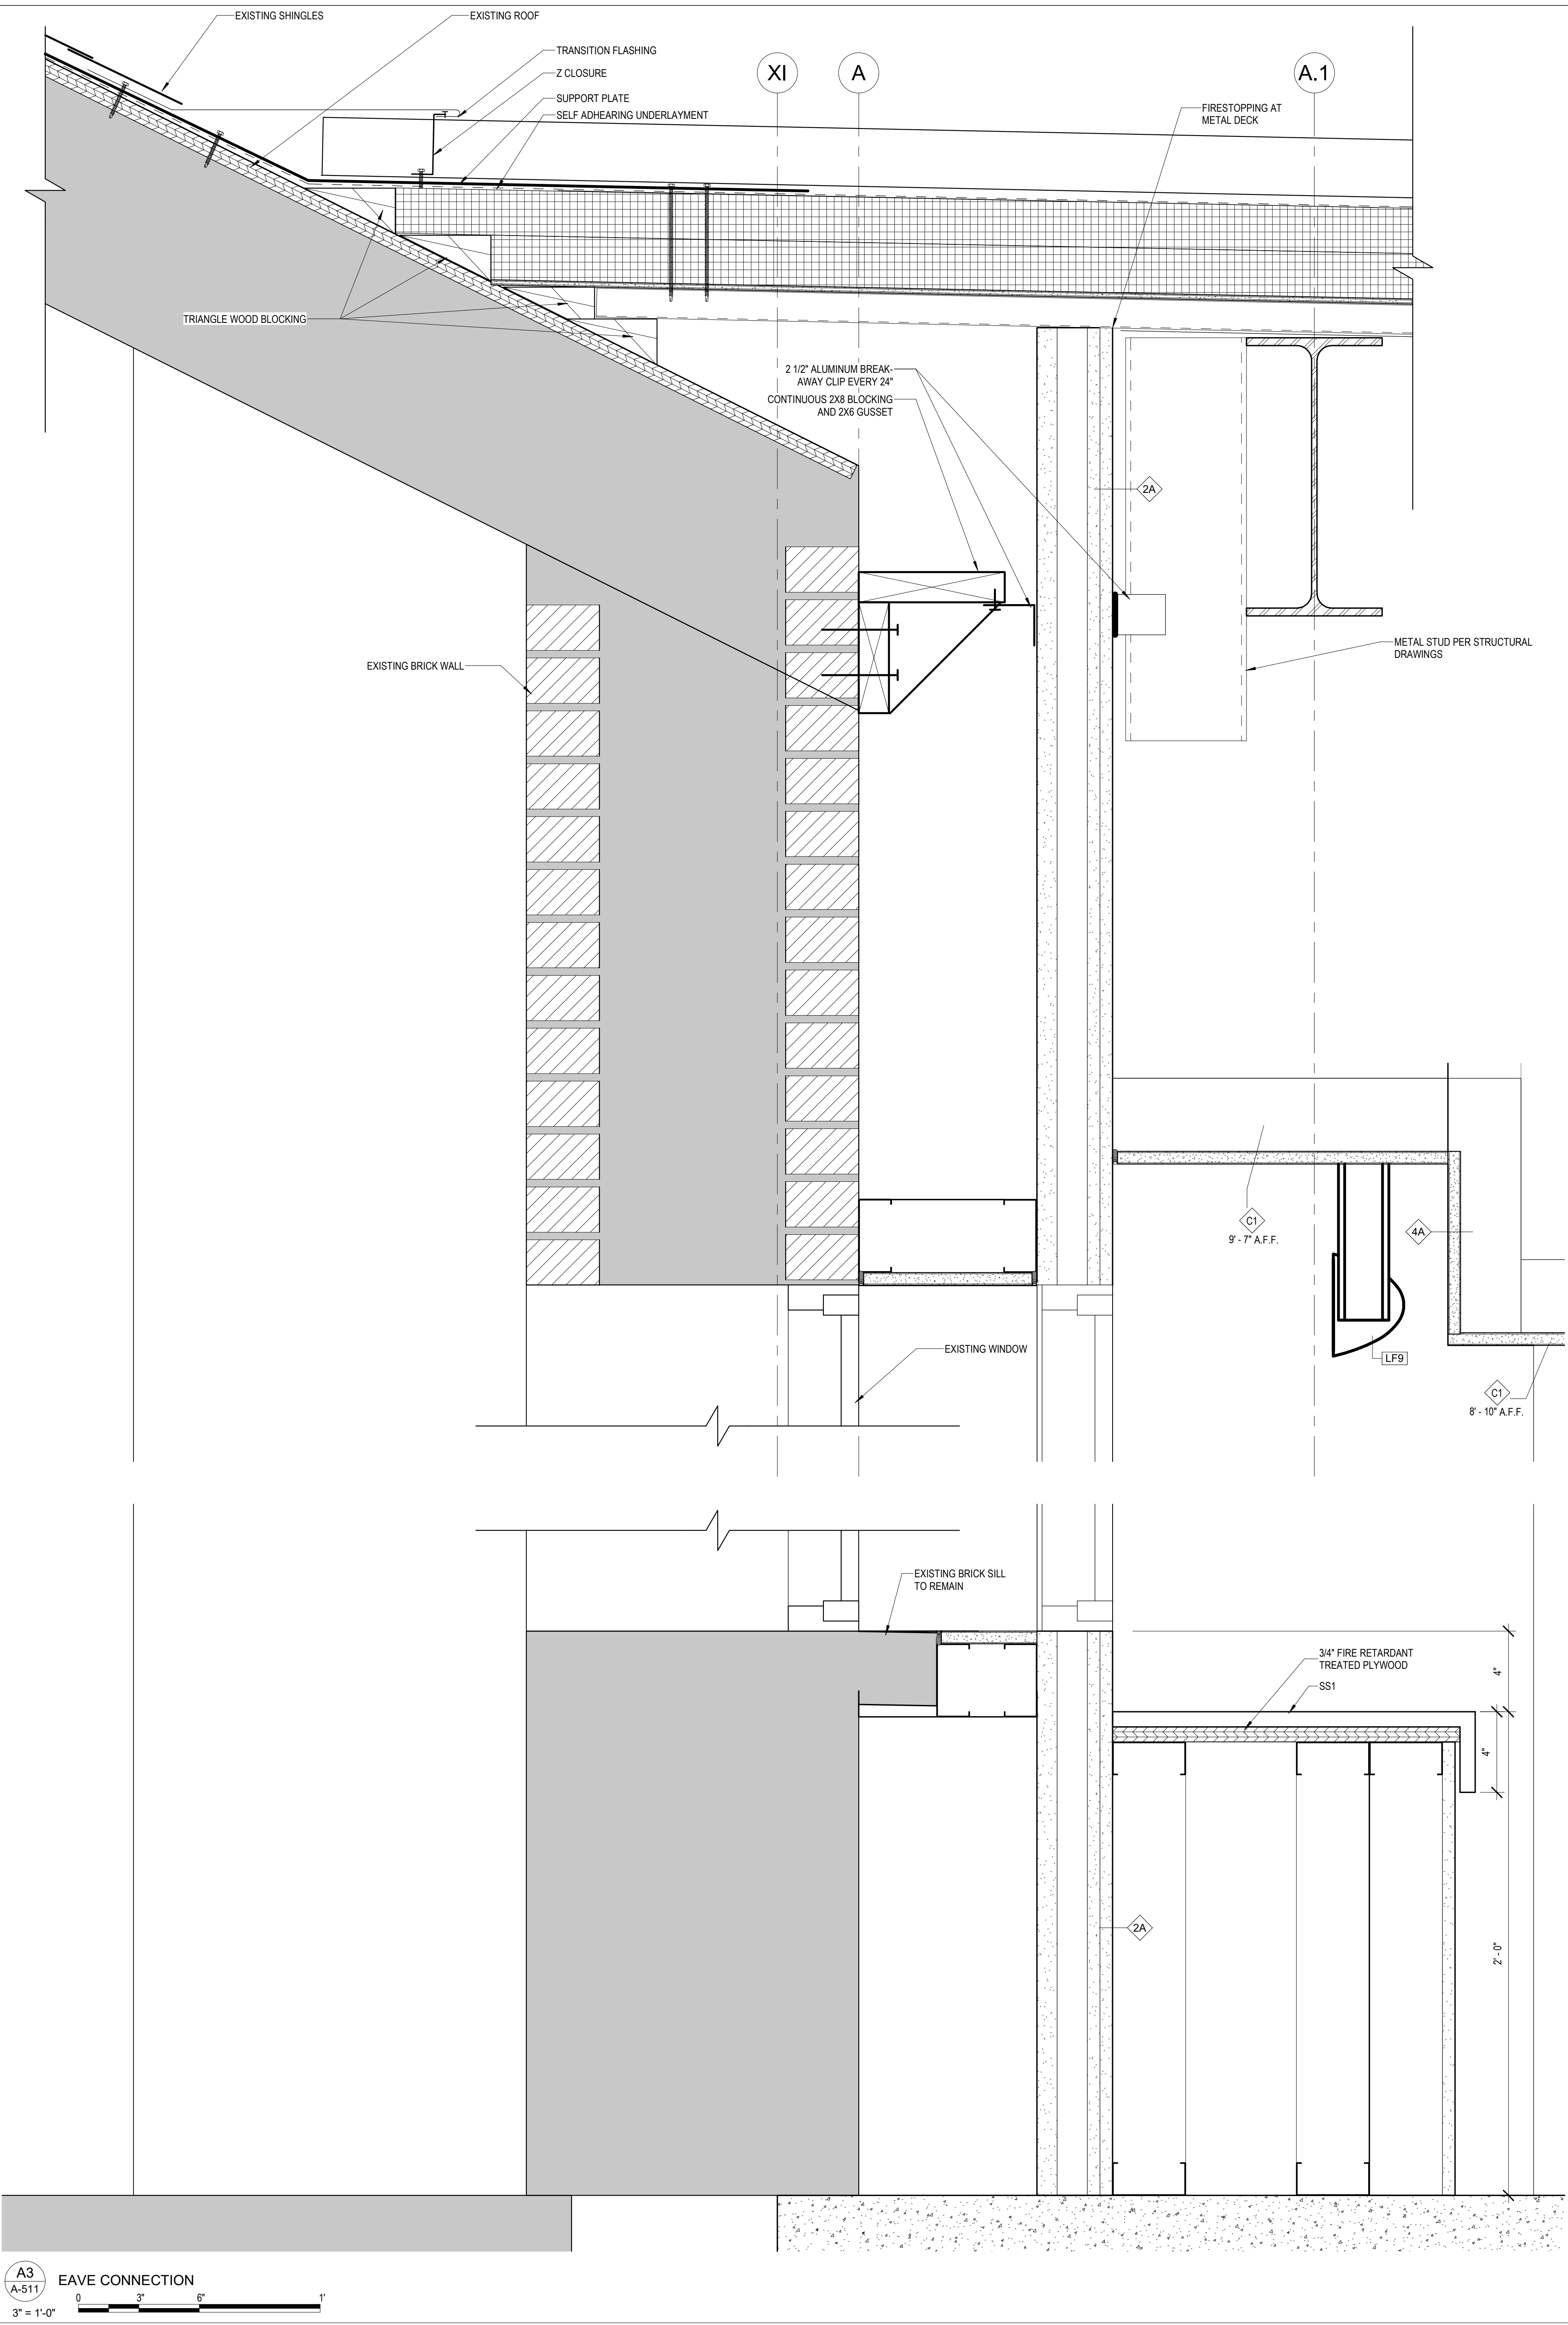 EXISTING SHINGLES
EXISTING ROOF
TRANSITION FLASHING
Z CLOSURE
SUPPORT PLATE
SELF ADHEARING UNDERLAYMENT
XI
A
A.1
FIRESTOPPING AT
METAL DECK
TRIANGLE WOOD BLOCKING
2 1/2" ALUMINUM BREAK-
AWAY CLIP EVERY 24"
CONTINUOUS 2X8 BLOCKING
AND 2X6 GUSSET
2A
METAL STUD PER STRUCTURAL
DRAWINGS
EXISTING BRICK WALL
C1
9' - 7" A.F.F.
4A
LF9
EXISTING WINDOW
C1
8' - 10" A.F.F.
EXISTING BRICK SILL
TO REMAIN
3/4" FIRE RETARDANT
TREATED PLYWOOD
SS1
4"
4"
2A
2' - 0"
A3
A-511
EAVE CONNECTION
3" = 1'-0"
0 3" 6" 1'